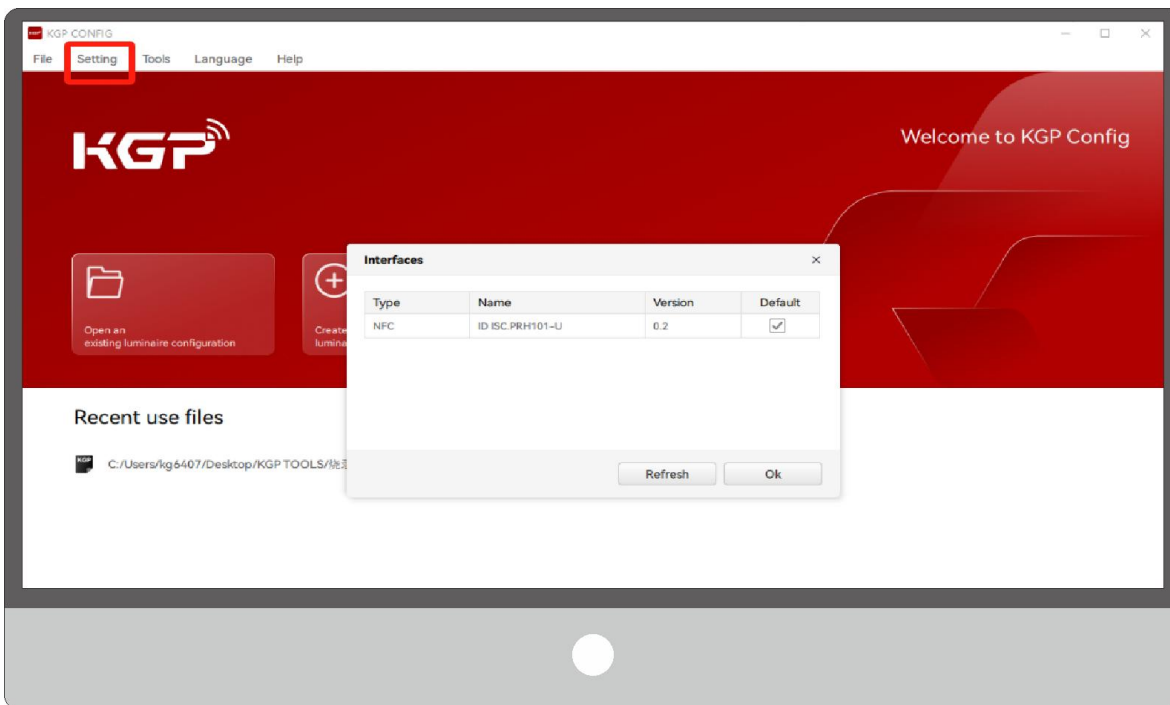 KGP CONFIG
File Setting Tools Language Help
KGP
Welcome to KGP Config
Open an
existing luminaire configuration
Create
Interfaces
Type Name Version Default
NFC ID ISC.PRH101-U 0.2
Recent use files
KGP C:/Users/kg6407/Desktop/KGP TOOLS/
Refresh Ok